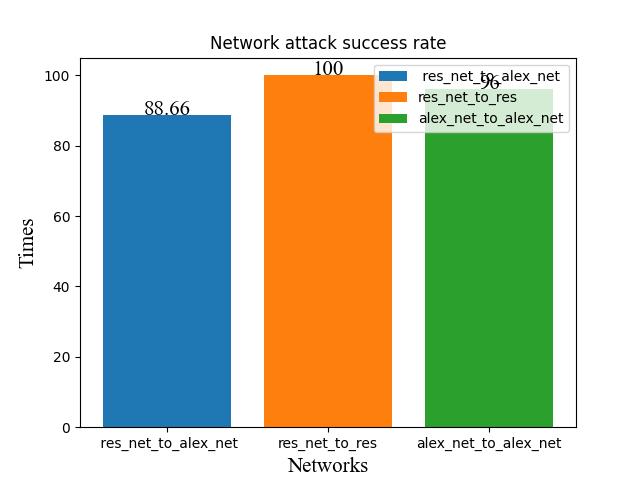 Network attack success rate
100
96
88.66
res_net_to_alex_net
res_net_to_res
alex_net_to_alex_net
100
80
60
40
20
0
Times
res_net_to_alex_net
res_net_to_res
alex_net_to_alex_net
Networks